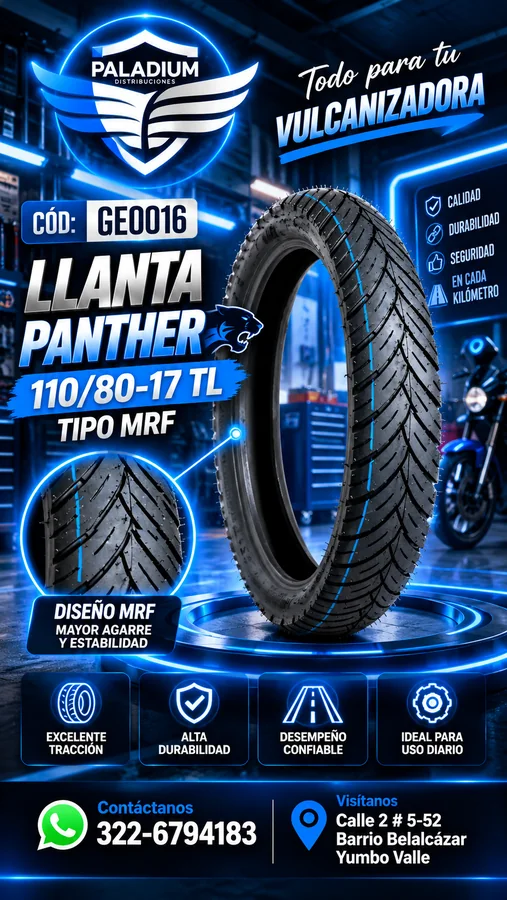 PALADIUM
DISTRIBUCIONES
Todo para tu
VULCANIZADORA
CALIDAD
DURABILIDAD
SEGURIDAD
EN CADA
KILÓMETRO
CÓD: GE0016
LLANTA
PANTHER
110/80-17 TL
TIPO MRF
DISEÑO MRF
MAYOR AGARRE
Y ESTABILIDAD
EXCELENTE
TRACCIÓN
ALTA
DURABILIDAD
DESEMPEÑO
CONFIABLE
IDEAL PARA
USO DIARIO
Contáctanos
322-6794183
Visítanos
Calle 2 # 5-52
Barrio Belalcázar
Yumbo Valle